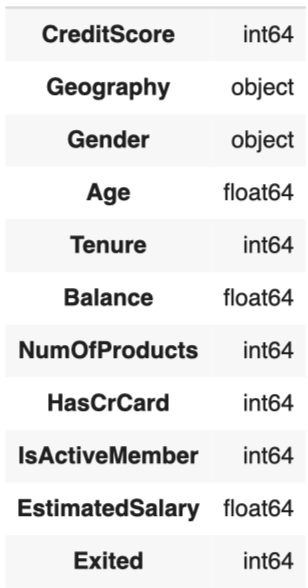 CreditScore int64
Geography object
Gender object
Age float64
Tenure int64
Balance float64
NumOfProducts int64
HasCrCard int64
IsActiveMember int64
EstimatedSalary float64
Exited int64